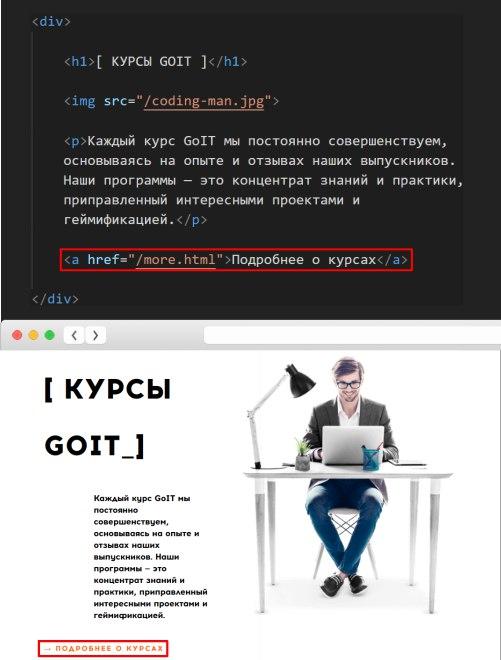 <div>
<h1>[ КУРСЫ GOIT ]</h1>
<img src="/coding-man.jpg">
<p>Каждый курс GoIT мы постоянно совершенствуем,
основываясь на опыте и отзывах наших выпускников.
Наши программы — это концентрат знаний и практики,
приправленный интересными проектами и
геймификацией.</p>
<a href="/more.html">Подробнее о курсах</a>
</div>
[ КУРСЫ
GOIT_]
Каждый курс GoIT мы
постоянно
совершенствуем,
основываясь на опыте и
отзывах наших
выпускников. Наши
программы — это
концентрат знаний и
практики, приправленный
интересными проектами и
геймификацией.
→ ПОДРОБНЕЕ О КУРСАХ